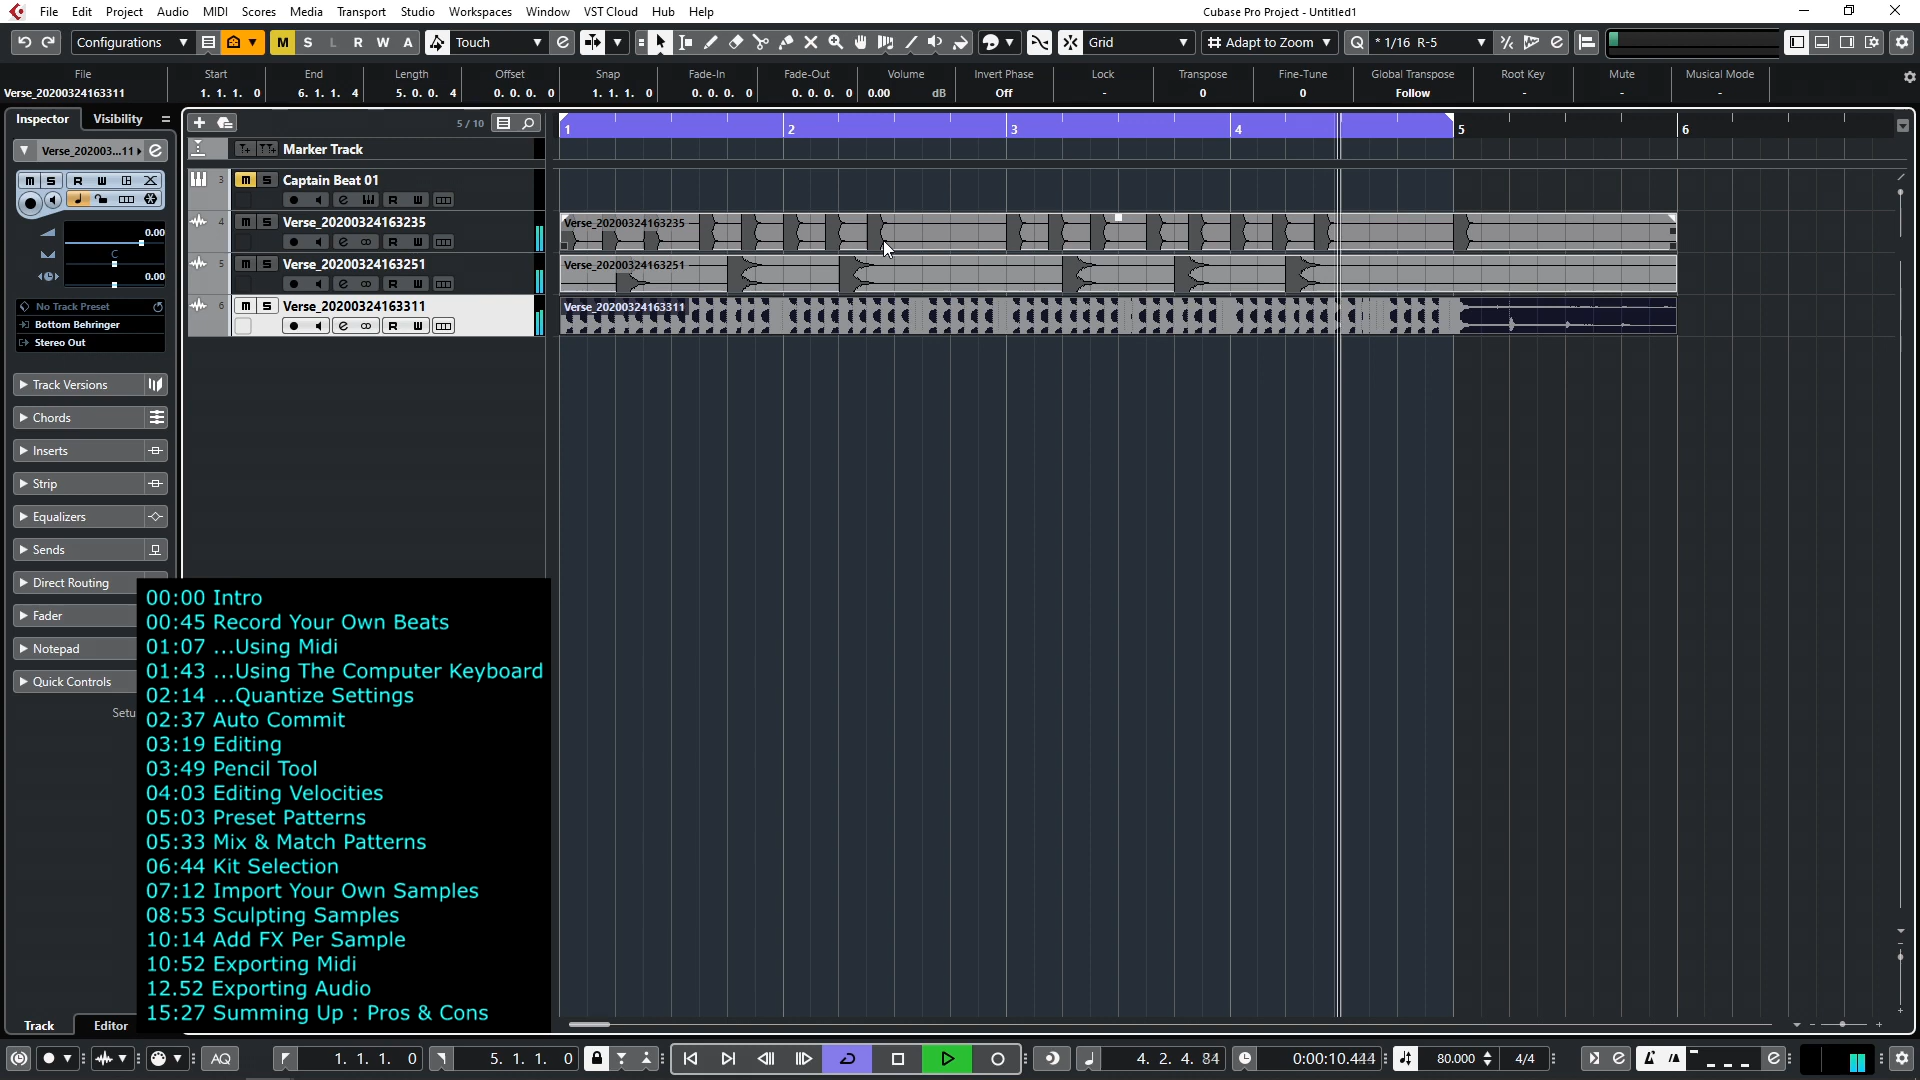 File Edit Project Audio MIDI Scores Media Transport Studio Workspaces Window VST Cloud Hub Help
Cubase Pro Project - Untitled1
Configurations M S L R W A Touch Grid Adapt to Zoom Q * 1/16 R-5
File Start End Length Offset Snap Fade-In Fade-Out Volume Invert Phase Lock Transpose Fine-Tune Global Transpose Root Key Mute Musical Mode
Verse_20200324163311 1. 1. 1. 0 6. 1. 1. 4 5. 0. 0. 4 0. 0. 0. 0 1. 1. 1. 0 0. 0. 0. 0 0. 0. 0. 0 0.00 dB Off - 0 0 Follow - - -
Inspector Visibility
5 / 10
1 2 3 4 5 6
Verse_202003...11
Marker Track
3 M S Captain Beat 01
R W
4 M S Verse_20200324163235
R W
Verse_20200324163235
5 M S Verse_20200324163251
R W
Verse_20200324163251
6 M S Verse_20200324163311
R W
Verse_20200324163311
M S R W
0.00
C
0.00
No Track Preset
Bottom Behringer
Stereo Out
Track Versions
Chords
Inserts
Strip
Equalizers
Sends
Direct Routing
Fader
Notepad
Quick Controls
Setu
00:00 Intro
00:45 Record Your Own Beats
01:07 ...Using Midi
01:43 ...Using The Computer Keyboard
02:14 ...Quantize Settings
02:37 Auto Commit
03:19 Editing
03:49 Pencil Tool
04:03 Editing Velocities
05:03 Preset Patterns
05:33 Mix & Match Patterns
06:44 Kit Selection
07:12 Import Your Own Samples
08:53 Sculpting Samples
10:14 Add FX Per Sample
10:52 Exporting Midi
12.52 Exporting Audio
15:27 Summing Up : Pros & Cons
Track Editor
AQ 1. 1. 1. 0 5. 1. 1. 0 4. 2. 4. 84 0:00:10.444 80.000 4/4